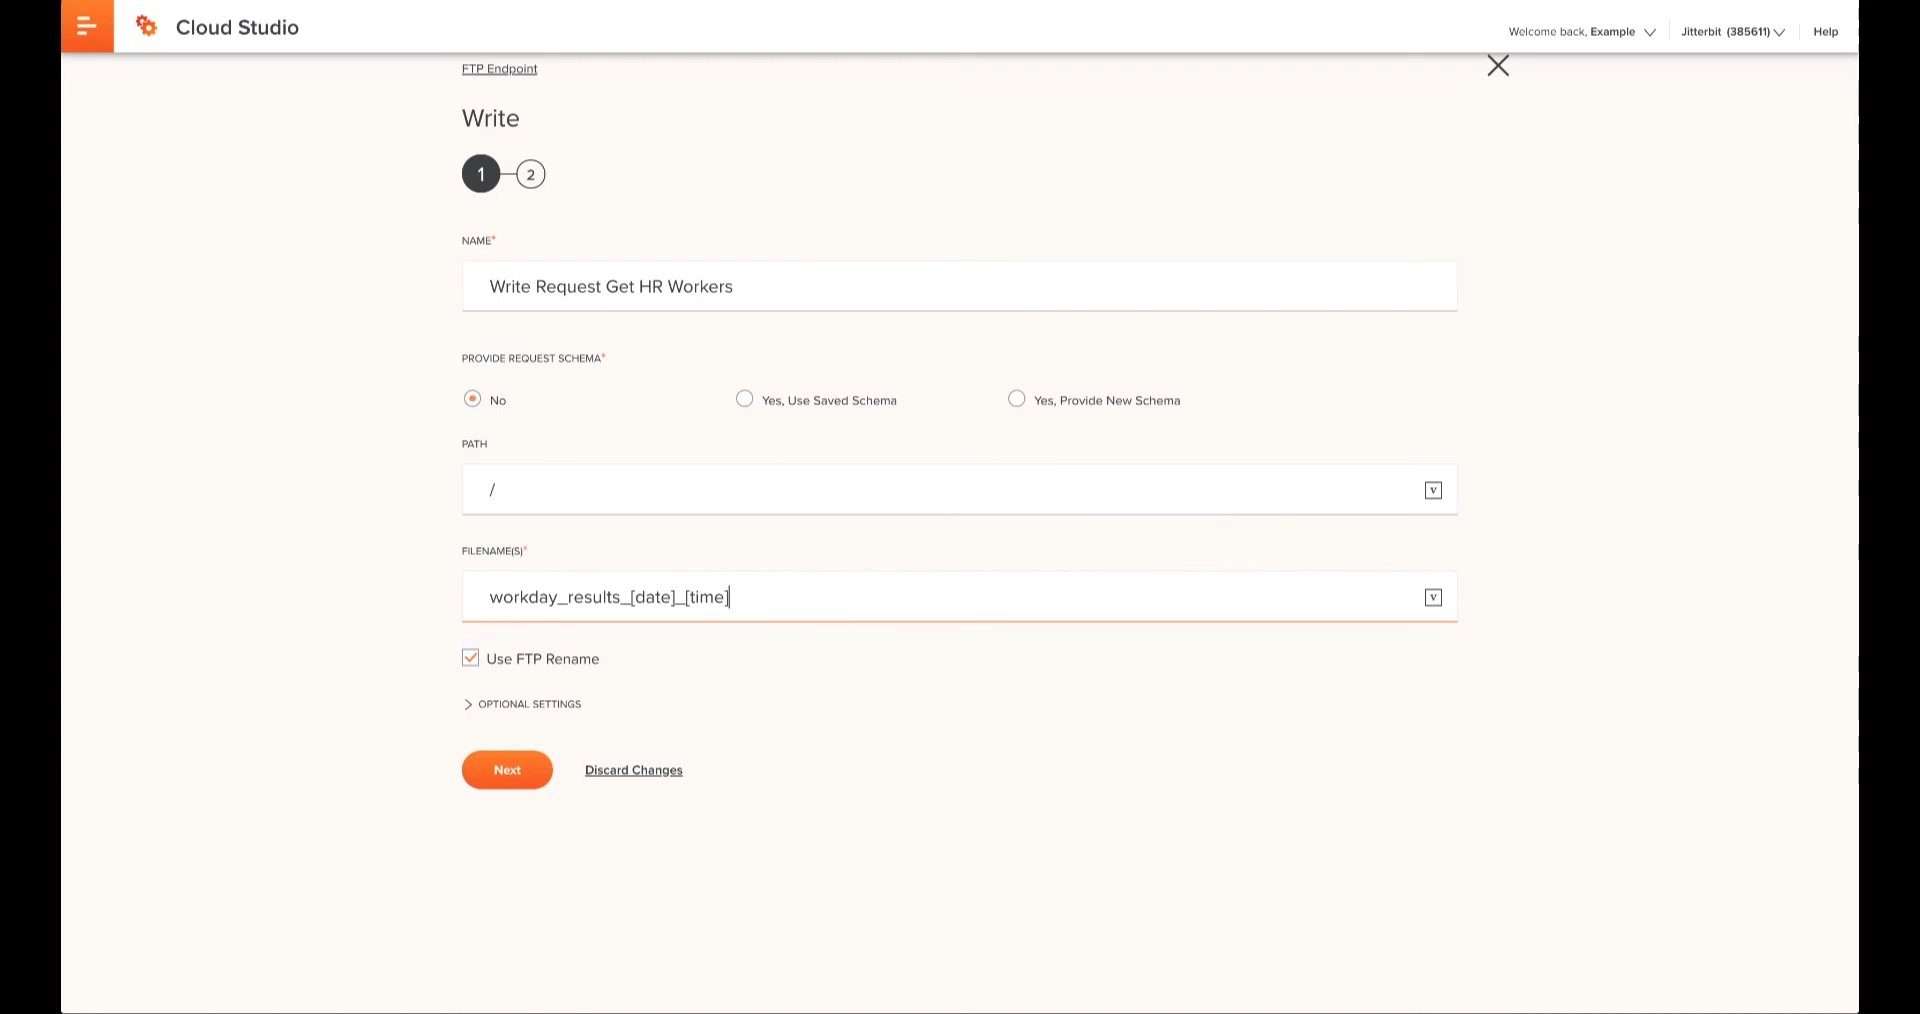 Cloud Studio
Welcome back, Example
Jitterbit (385611)
Help
FTP Endpoint
Write
1
2
NAME*
Write Request Get HR Workers
PROVIDE REQUEST SCHEMA*
No
Yes, Use Saved Schema
Yes, Provide New Schema
PATH
/
V
FILENAME(S)*
workday_results_[date]_[time]
V
Use FTP Rename
OPTIONAL SETTINGS
Next
Discard Changes